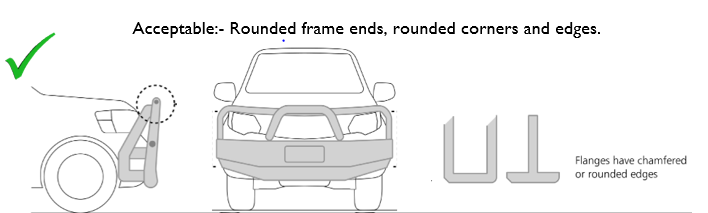 Acceptable:- Rounded frame ends, rounded corners and edges.
Flanges have chamfered
or rounded edges